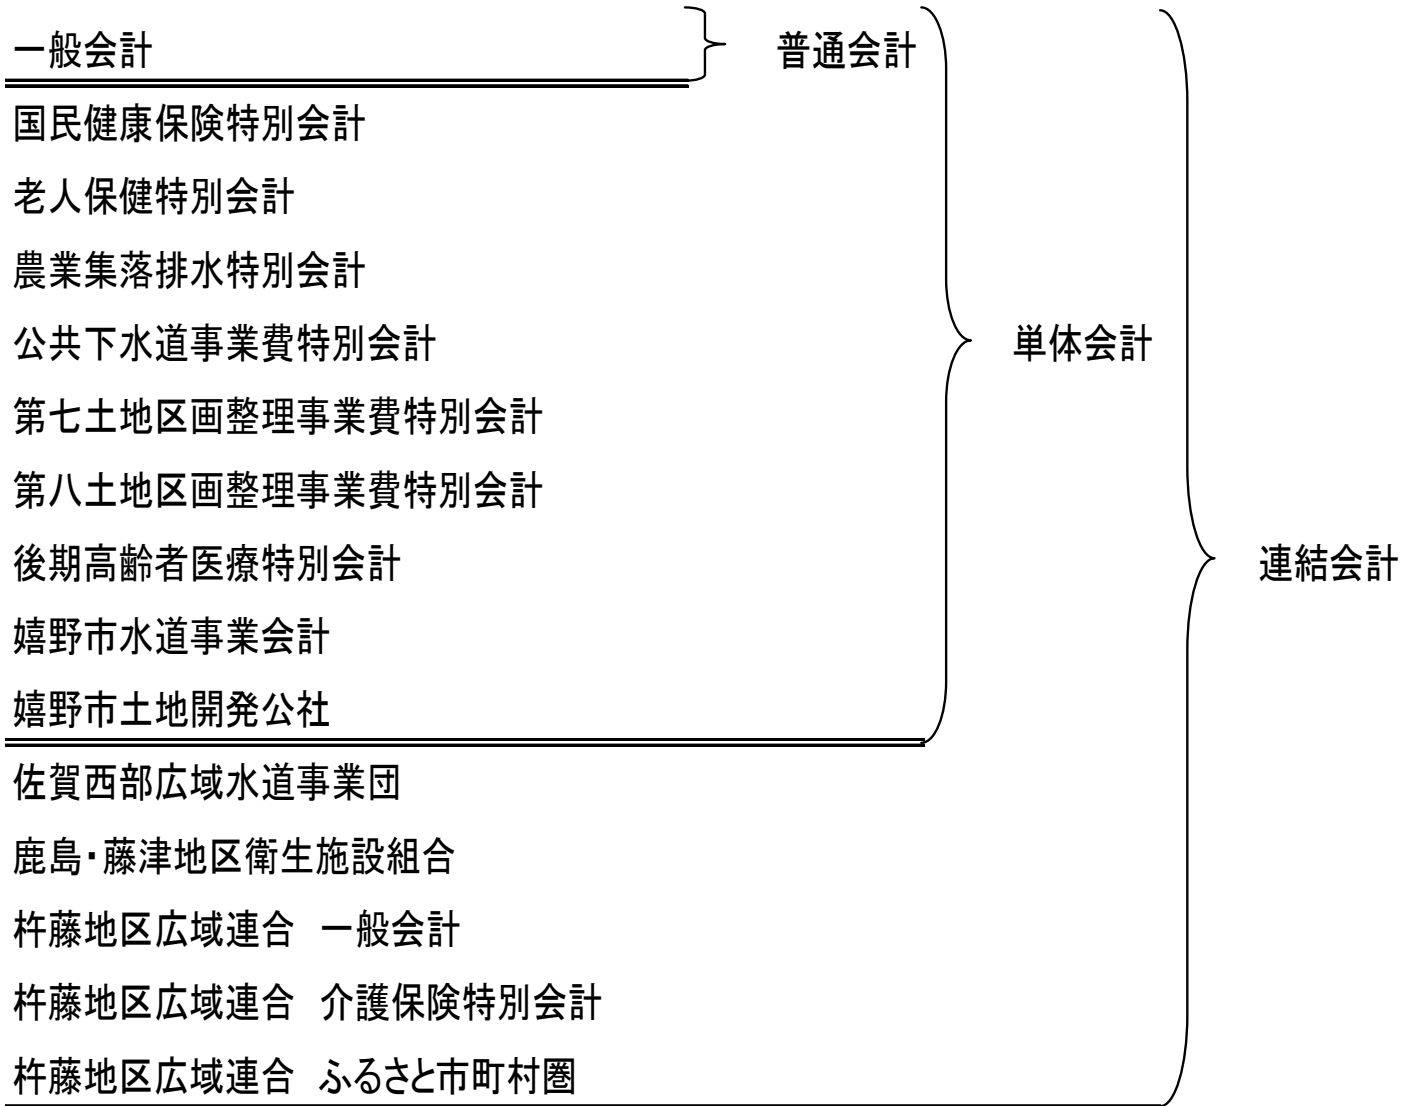 一般会計 普通会計
国民健康保険特別会計
老人保健特別会計
農業集落排水特別会計
公共下水道事業費特別会計 単体会計
第七土地区画整理事業費特別会計
第八土地区画整理事業費特別会計
後期高齢者医療特別会計 連結会計
嬉野市水道事業会計
嬉野市土地開発公社
佐賀西部広域水道事業団
鹿島・藤津地区衛生施設組合
杵藤地区広域連合 一般会計
杵藤地区広域連合 介護保険特別会計
杵藤地区広域連合 ふるさと市町村圏